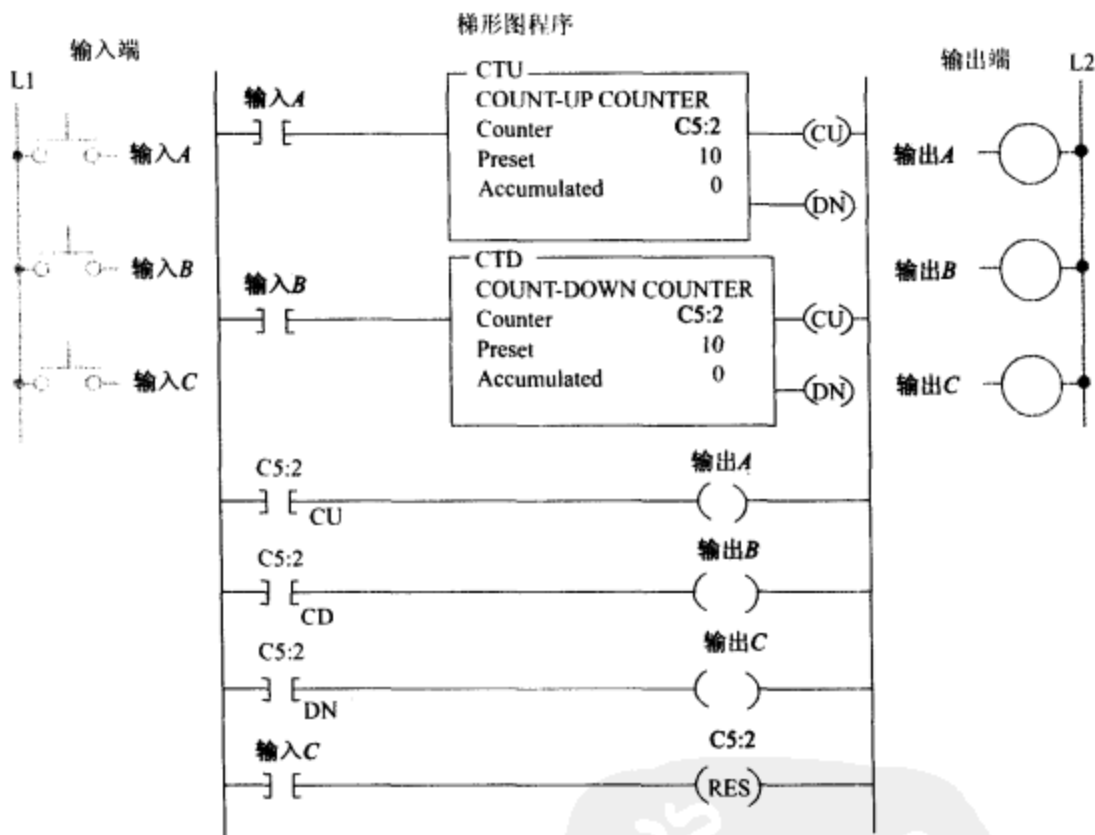 梯形图程序
输入端
输出端
L1
L2
输入A
输入B
输入C
输入A
CTU
COUNT-UP COUNTER
Counter C5:2
Preset 10
Accumulated 0
CU
DN
输入B
CTD
COUNT-DOWN COUNTER
Counter C5:2
Preset 10
Accumulated 0
CU
DN
C5:2
CU
输出A
C5:2
CD
输出B
C5:2
DN
输出C
输入C
C5:2
RES
输出A
输出B
输出C